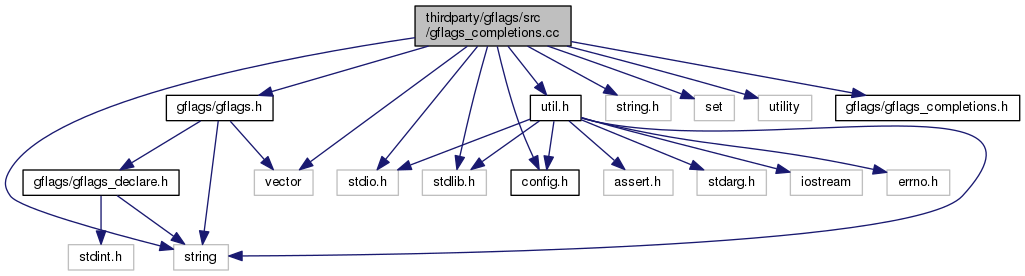 thirdparty/gflags/src
/gflags_completions.cc
gflags/gflags.h
util.h
string.h
set
utility
gflags/gflags_completions.h
gflags/gflags_declare.h
vector
stdio.h
stdlib.h
config.h
assert.h
stdarg.h
iostream
errno.h
stdint.h
string